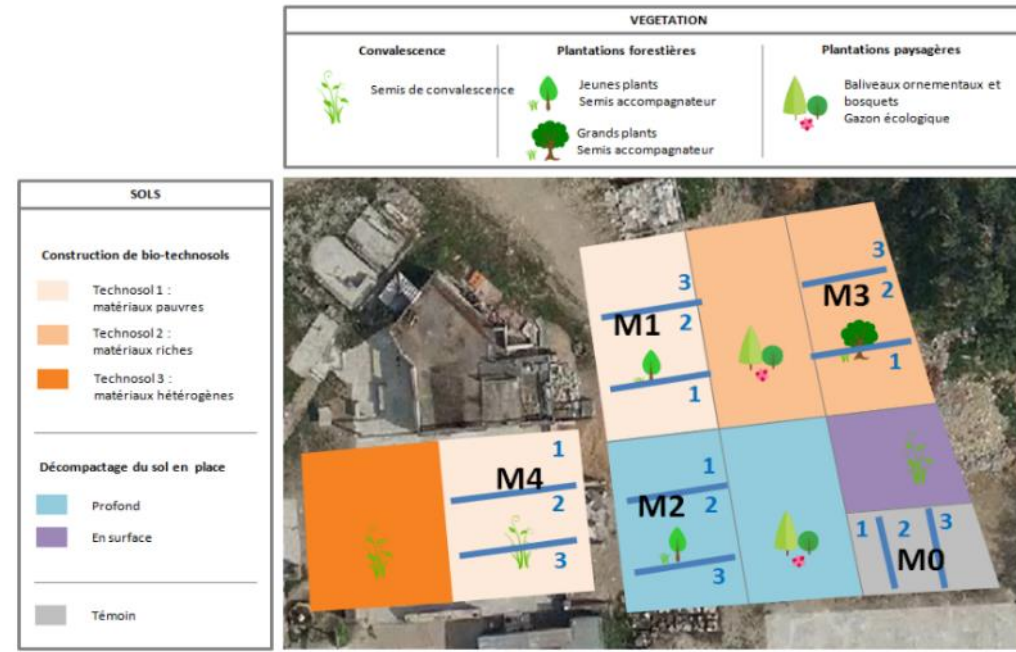 VEGETATION
Convalescence
Semis de convalescence
Plantations forestières
Jeunes plants
Semis accompagnateur
Grands plants
Semis accompagnateur
Plantations paysagères
Baliveaux ornementaux et
bosquets
Gazon écologique
SOLS
Construction de bio-technosols
Technosol 1 :
matériaux pauvres
Technosol 2 :
matériaux riches
Technosol 3 :
matériaux hétérogènes
Décompactage du sol en place
Profond
En surface
Témoin
3
M1
2
1
3
M3
2
1
1
M4
2
3
1
M2
2
3
1
2
3
M0